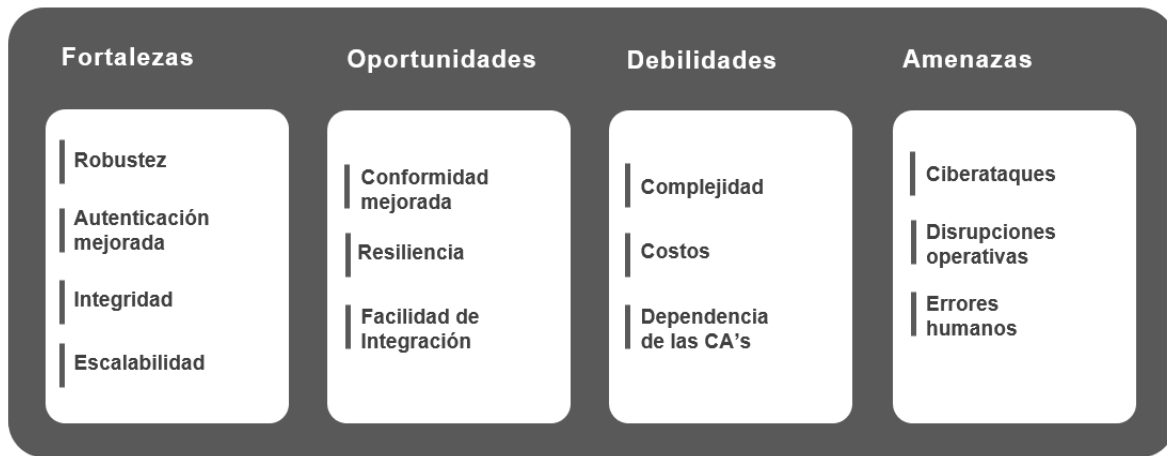 Fortalezas
Robustez
Autenticación
mejorada
Integridad
Escalabilidad
Oportunidades
Conformidad
mejorada
Resiliencia
Facilidad de
Integración
Debilidades
Complejidad
Costos
Dependencia
de las CA's
Amenazas
Ciberataques
Disrupciones
operativas
Errores
humanos